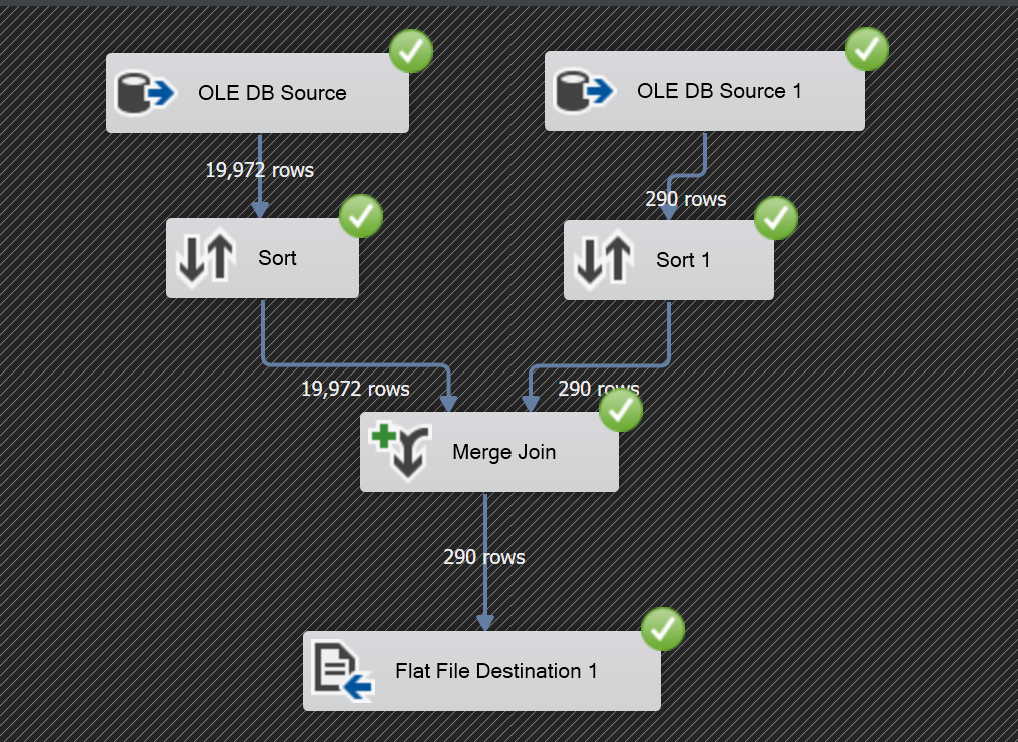 OLE DB Source
OLE DB Source 1
19,972 rows
290 rows
Sort
Sort 1
19,972 rows
290 rows
Merge Join
290 rows
Flat File Destination 1